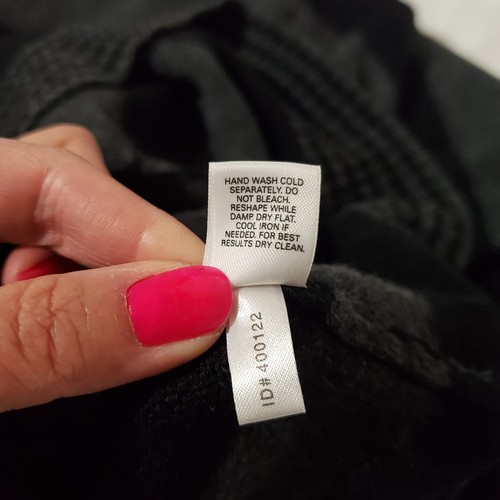 HAND WASH COLD
SEPARATELY. DO
NOT BLEACH.
RESHAPE WHILE
DAMP DRY FLAT.
COOL IRON IF
NEEDED. FOR BEST
RESULTS DRY CLEAN.
ID# 400122